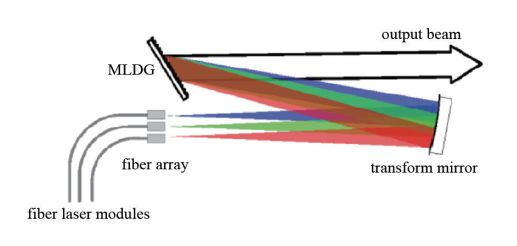 output beam
MLDG
fiber array
transform mirror
fiber laser modules